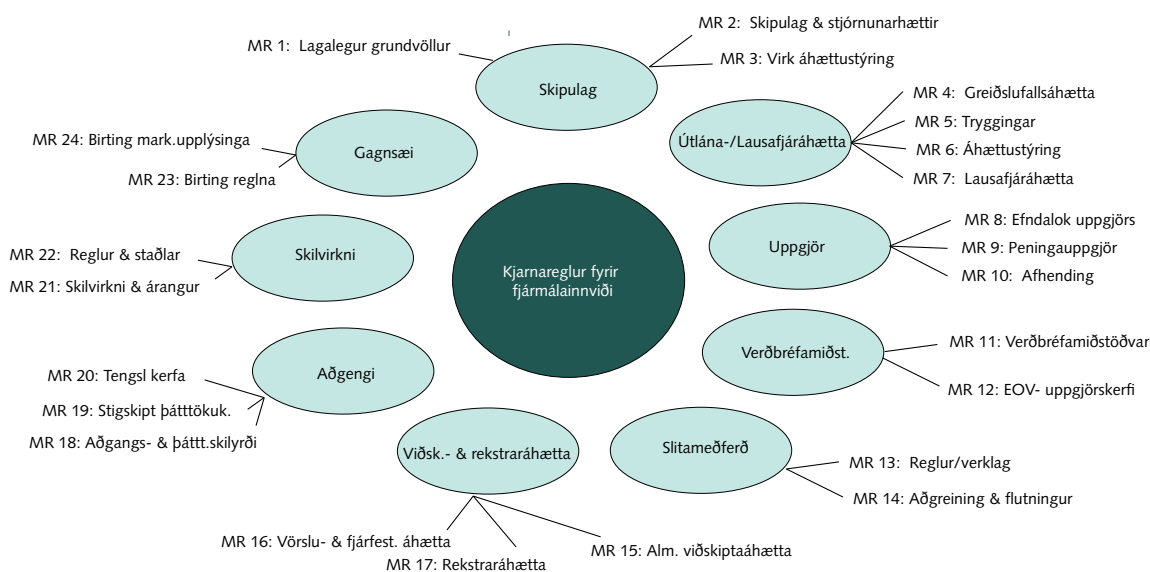 MR 1: Lagalegur grundvöllur
MR 2: Skipulag & stjórnunarhættir
MR 3: Virk áhættustýring
Skipulag
MR 4: Greiðslufallsáhætta
MR 5: Tryggingar
MR 6: Áhættustýring
MR 7: Lausafjáráhætta
Útlána-/Lausafjáráhætta
MR 8: Efndalok uppgjörs
MR 9: Peningauppgjör
MR 10: Afhending
Uppgjör
MR 11: Verðbréfamiðstöðvar
MR 12: EOV- uppgjörskerfi
Verðbréfamiðst.
MR 13: Reglur/verklag
MR 14: Aðgreining & flutningur
Slitameðferð
Viðsk.- & rekstraráhætta
MR 15: Alm. viðskiptaáhætta
MR 16: Vörslu- & fjárfest. áhætta
MR 17: Rekstraráhætta
Aðgengi
MR 20: Tengsl kerfa
MR 19: Stigskipt þátttökuk.
MR 18: Aðgangs- & þáttt.skilyrði
Skilvirkni
MR 22: Reglur & staðlar
MR 21: Skilvirkni & árangur
Gagnsæi
MR 24: Birting mark.upplýsinga
MR 23: Birting reglna
Kjarnareglur fyrir
fjármálainnviði